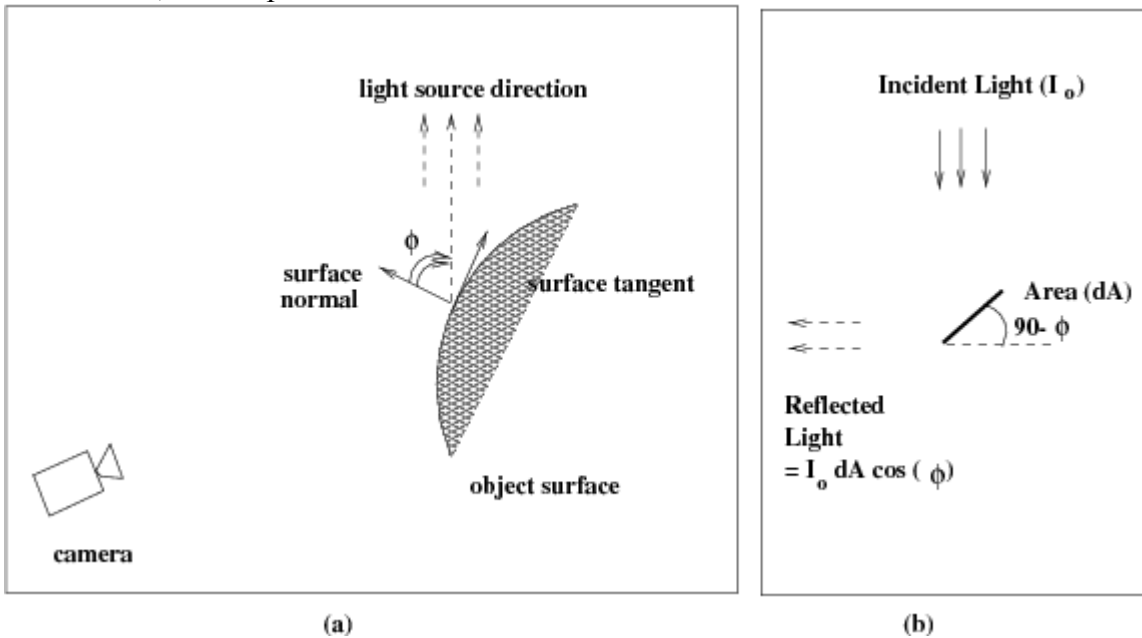 light source direction
ϕ
surface
normal
surface tangent
object surface
camera
(a)
Incident Light (I o)
Area (dA)
90- ϕ
Reflected
Light
= I o dA cos ( ϕ)
(b)